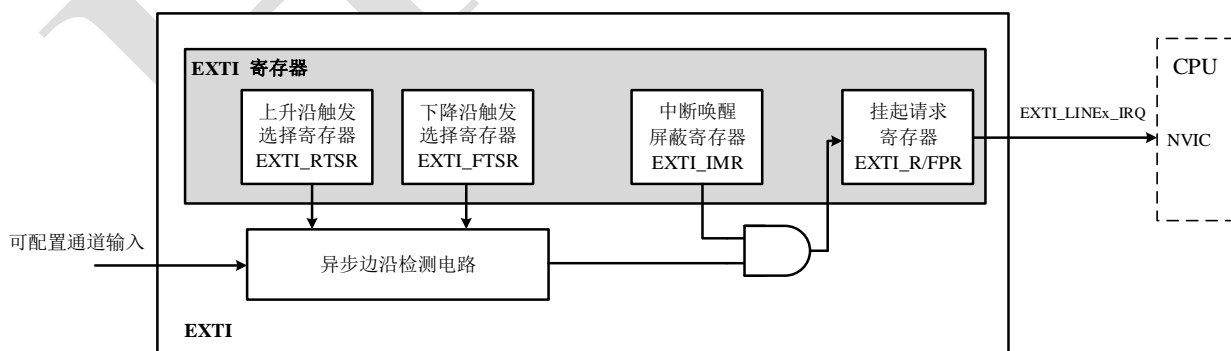 EXTI 寄存器
上升沿触发
选择寄存器
EXTI_RTSR
下降沿触发
选择寄存器
EXTI_FTSR
中断唤醒
屏蔽寄存器
EXTI_IMR
挂起请求
寄存器
EXTI_R/FPR
EXTI_LINEx_IRQ
CPU
NVIC
可配置通道输入
异步边沿检测电路
EXTI